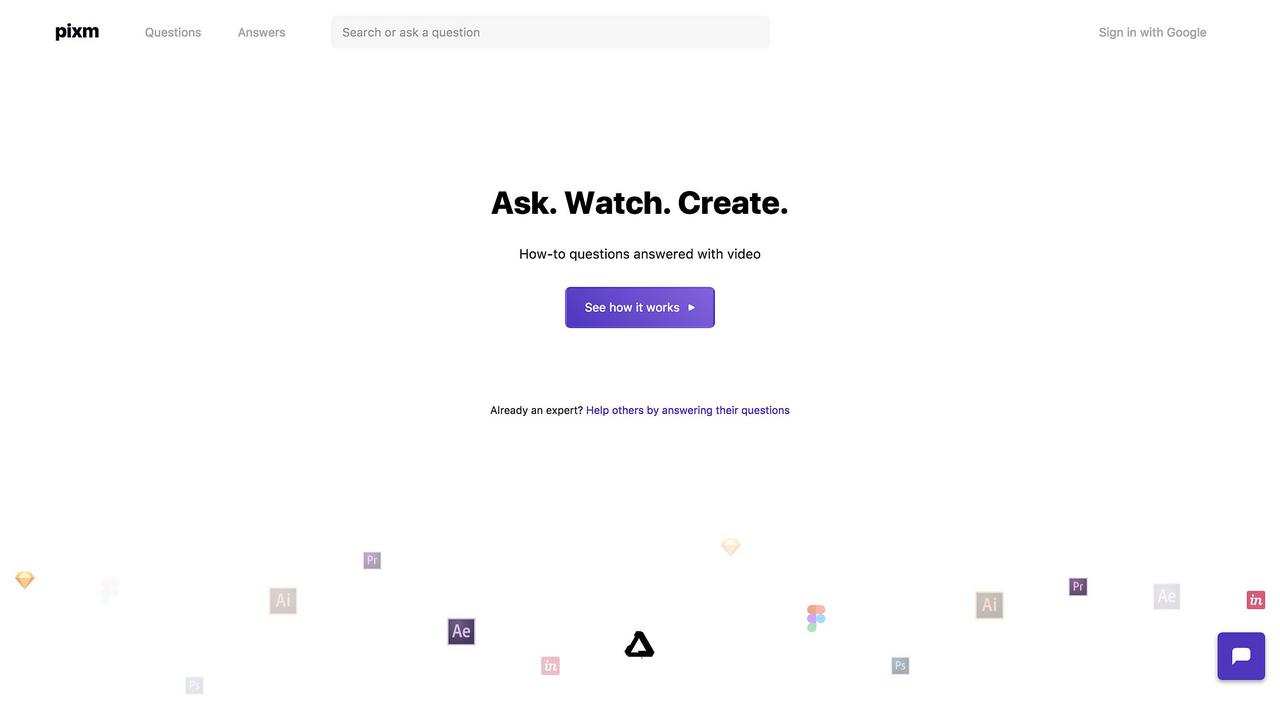 pixm
Questions
Answers
Search or ask a question
Sign in with Google
Ask. Watch. Create.
How-to questions answered with video
See how it works
Already an expert? Help others by answering their questions
Pr
Ai
Ae
in
Ps
Ps
Ai
Pr
Ae
in